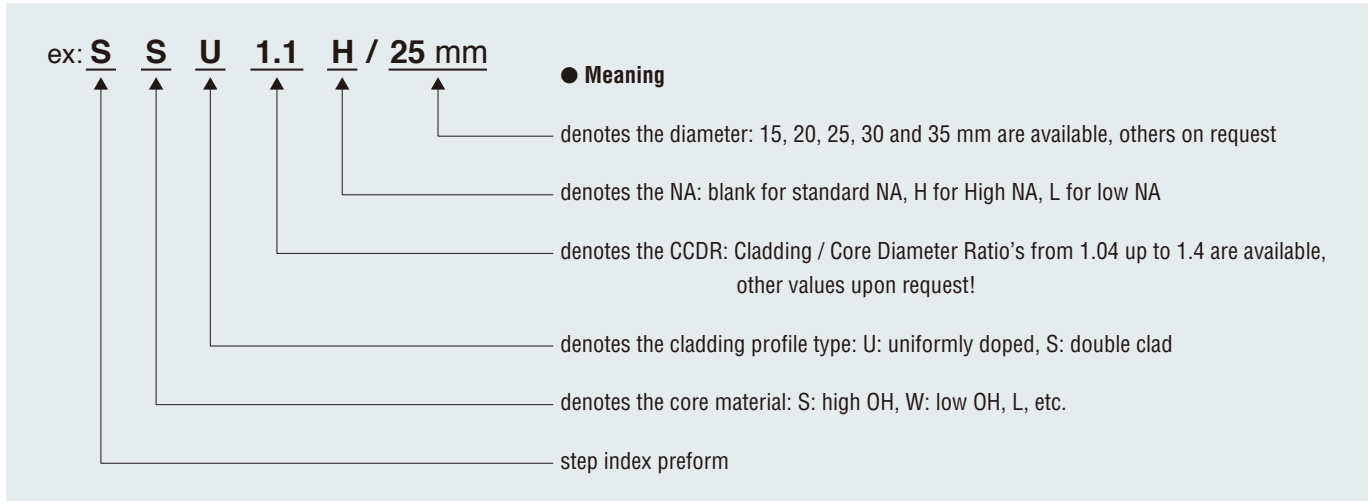 ex: S S U 1.1 H / 25 mm
● Meaning
denotes the diameter: 15, 20, 25, 30 and 35 mm are available, others on request
denotes the NA: blank for standard NA, H for High NA, L for low NA
denotes the CCDR: Cladding / Core Diameter Ratio's from 1.04 up to 1.4 are available,
other values upon request!
denotes the cladding profile type: U: uniformly doped, S: double clad
denotes the core material: S: high OH, W: low OH, L, etc.
step index preform